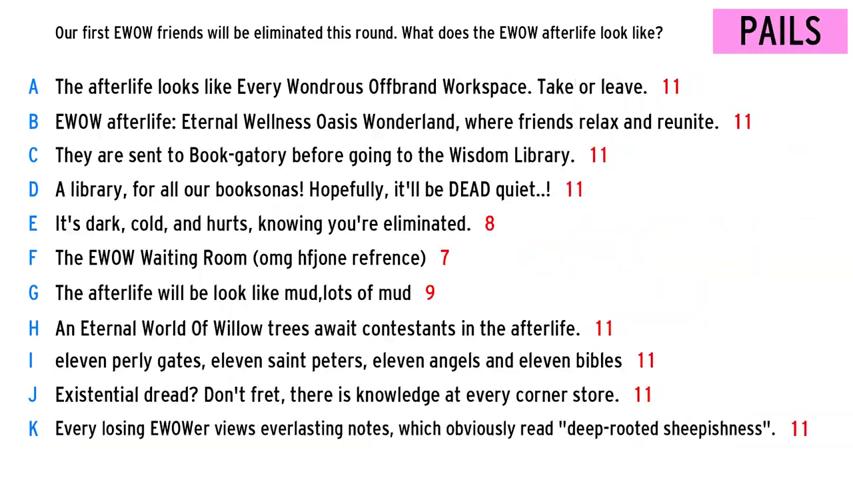 Our first EWOW friends will be eliminated this round. What does the EWOW afterlife look like?
PAILS
A The afterlife looks like Every Wondrous Offbrand Workspace. Take or leave. 11
B EWOW afterlife: Eternal Wellness Oasis Wonderland, where friends relax and reunite. 11
C They are sent to Book-gatory before going to the Wisdom Library. 11
D A library, for all our booksonas! Hopefully, it'll be DEAD quiet..! 11
E It's dark, cold, and hurts, knowing you're eliminated. 8
F The EWOW Waiting Room (omg hfjone refrence) 7
G The afterlife will be look like mud,lots of mud 9
H An Eternal World Of Willow trees await contestants in the afterlife. 11
I eleven perly gates, eleven saint peters, eleven angels and eleven bibles 11
J Existential dread? Don't fret, there is knowledge at every corner store. 11
K Every losing EWOWer views everlasting notes, which obviously read "deep-rooted sheepishness". 11